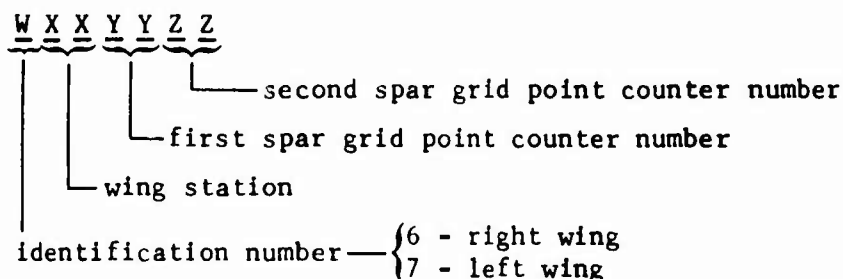 W X X Y Y Z Z
second spar grid point counter number
first spar grid point counter number
wing station
identification number
6 - right wing
7 - left wing